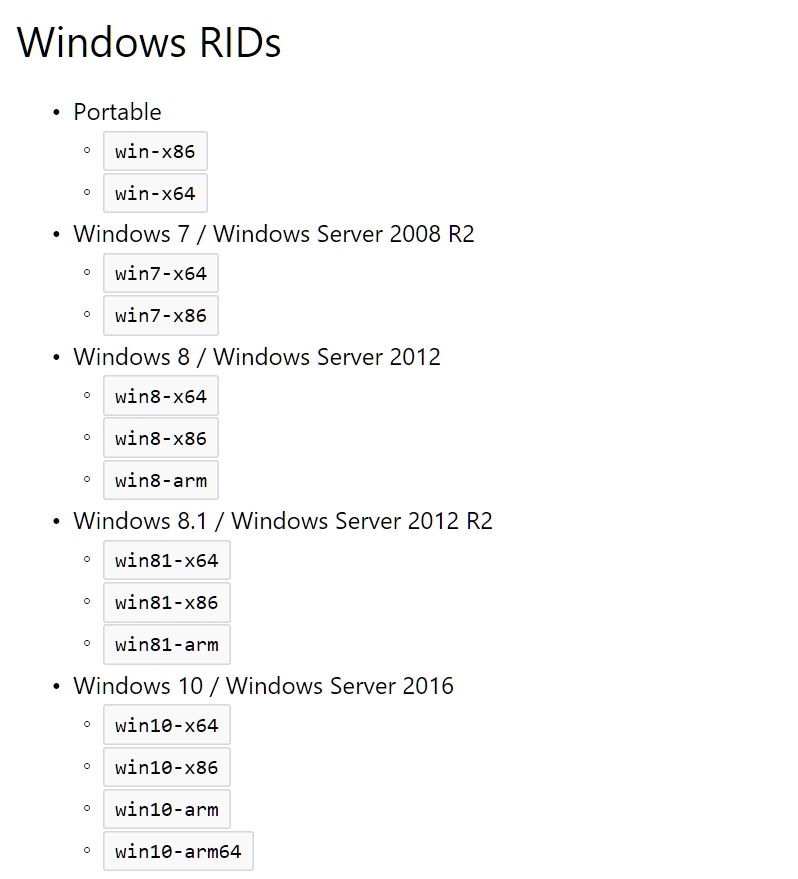 Windows RIDs
Portable
win-x86
win-x64
Windows 7 / Windows Server 2008 R2
win7-x64
win7-x86
Windows 8 / Windows Server 2012
win8-x64
win8-x86
win8-arm
Windows 8.1 / Windows Server 2012 R2
win81-x64
win81-x86
win81-arm
Windows 10 / Windows Server 2016
win10-x64
win10-x86
win10-arm
win10-arm64